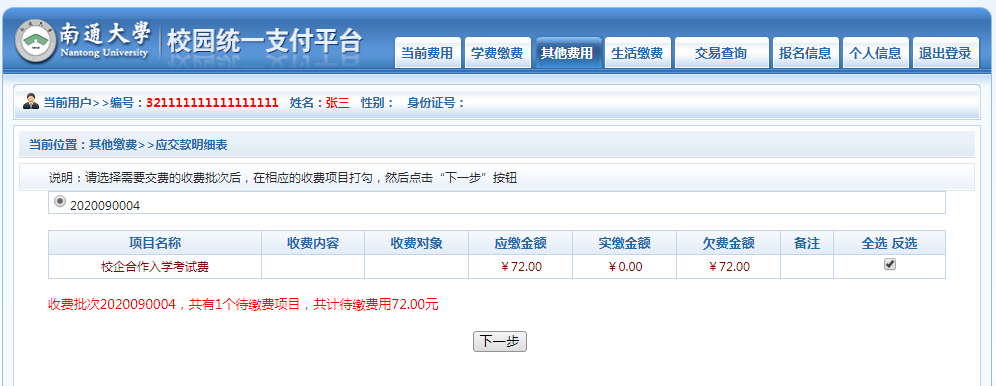 南通大学
Nantong University
校园统一支付平台
当前费用 学费缴费 其他费用 生活缴费 交易查询 报名信息 个人信息 退出登录
当前用户>>编号：321111111111111111 姓名：张三 性别： 身份证号：
当前位置：其他缴费>>应交款明细表
说明：请选择需要交费的收费批次后，在相应的收费项目打勾，然后点击“下一步”按钮
2020090004
项目名称 收费内容 收费对象 应缴金额 实缴金额 欠费金额 备注 全选 反选
校企合作入学考试费 ￥72.00 ￥0.00 ￥72.00
收费批次2020090004，共有1个待缴费项目，共计待缴费用72.00元
下一步